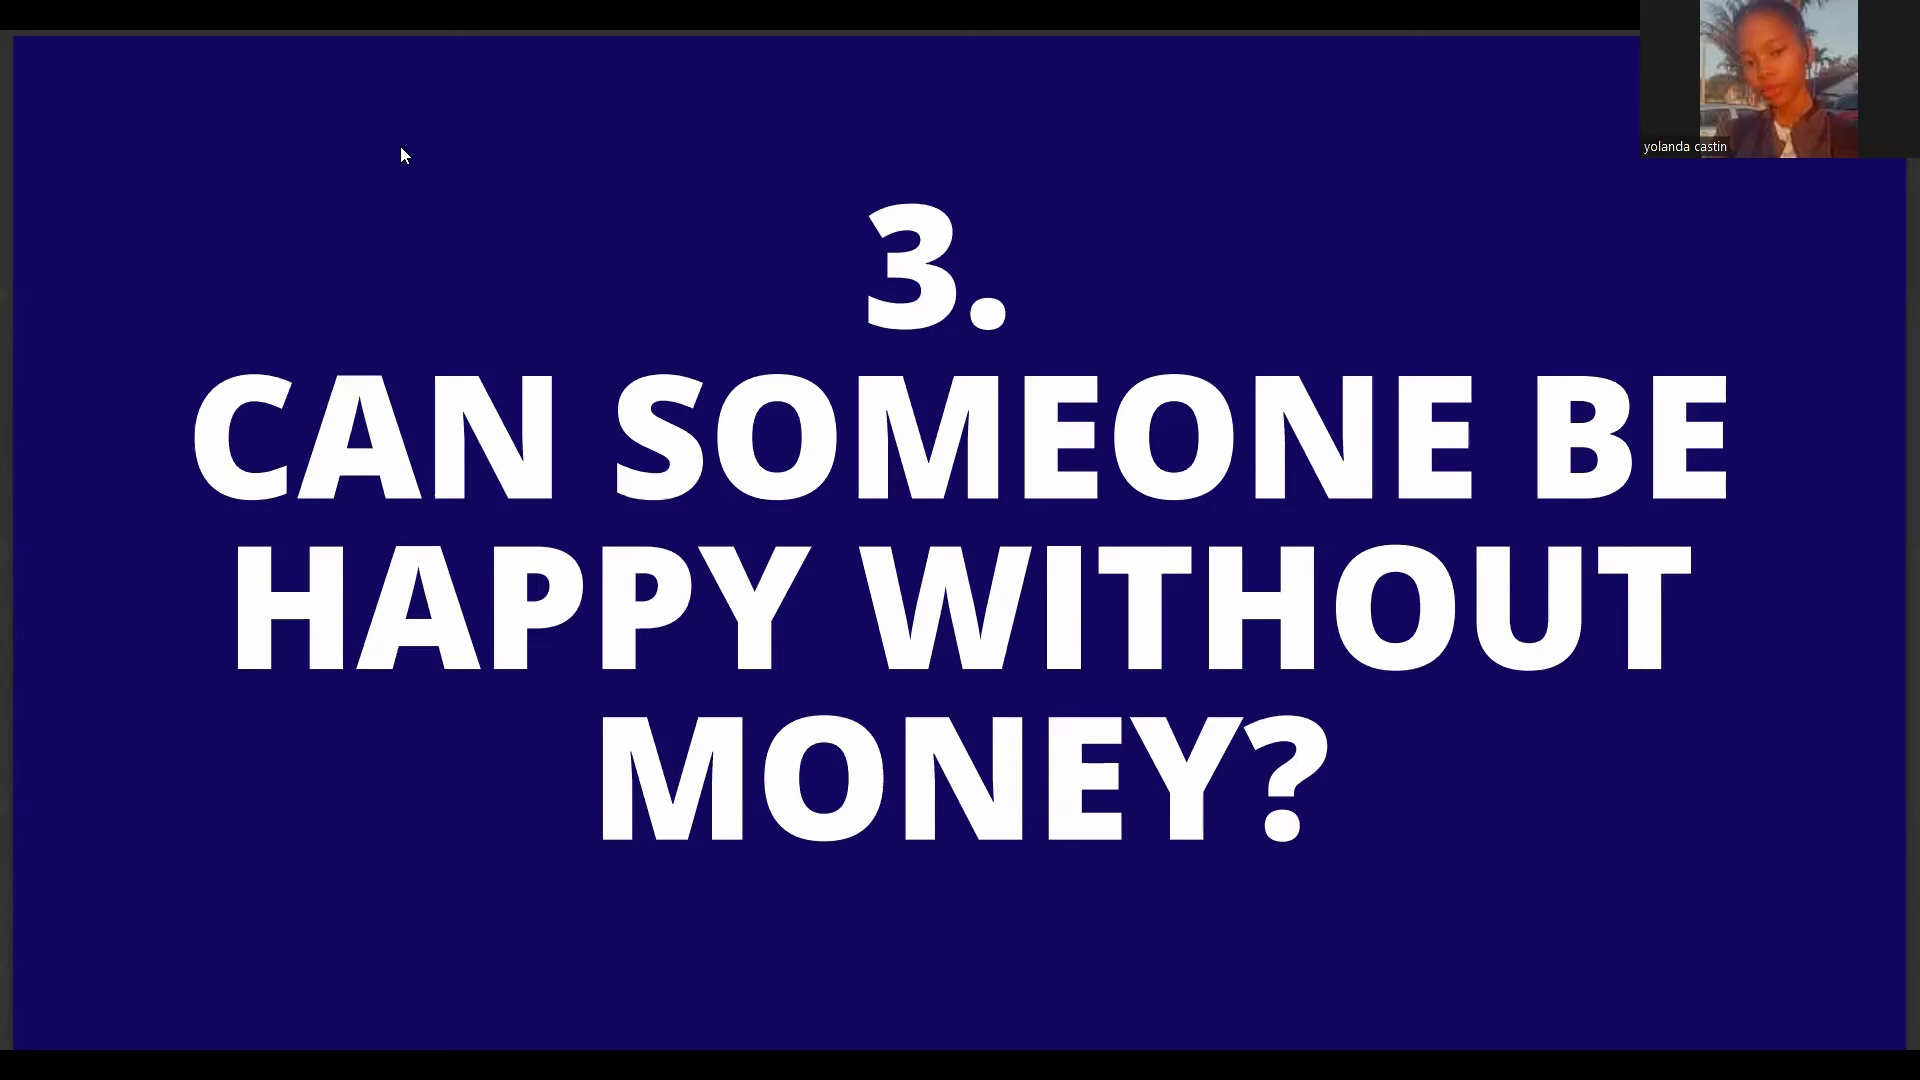 yolanda castin
3.
CAN SOMEONE BE
HAPPY WITHOUT
MONEY?